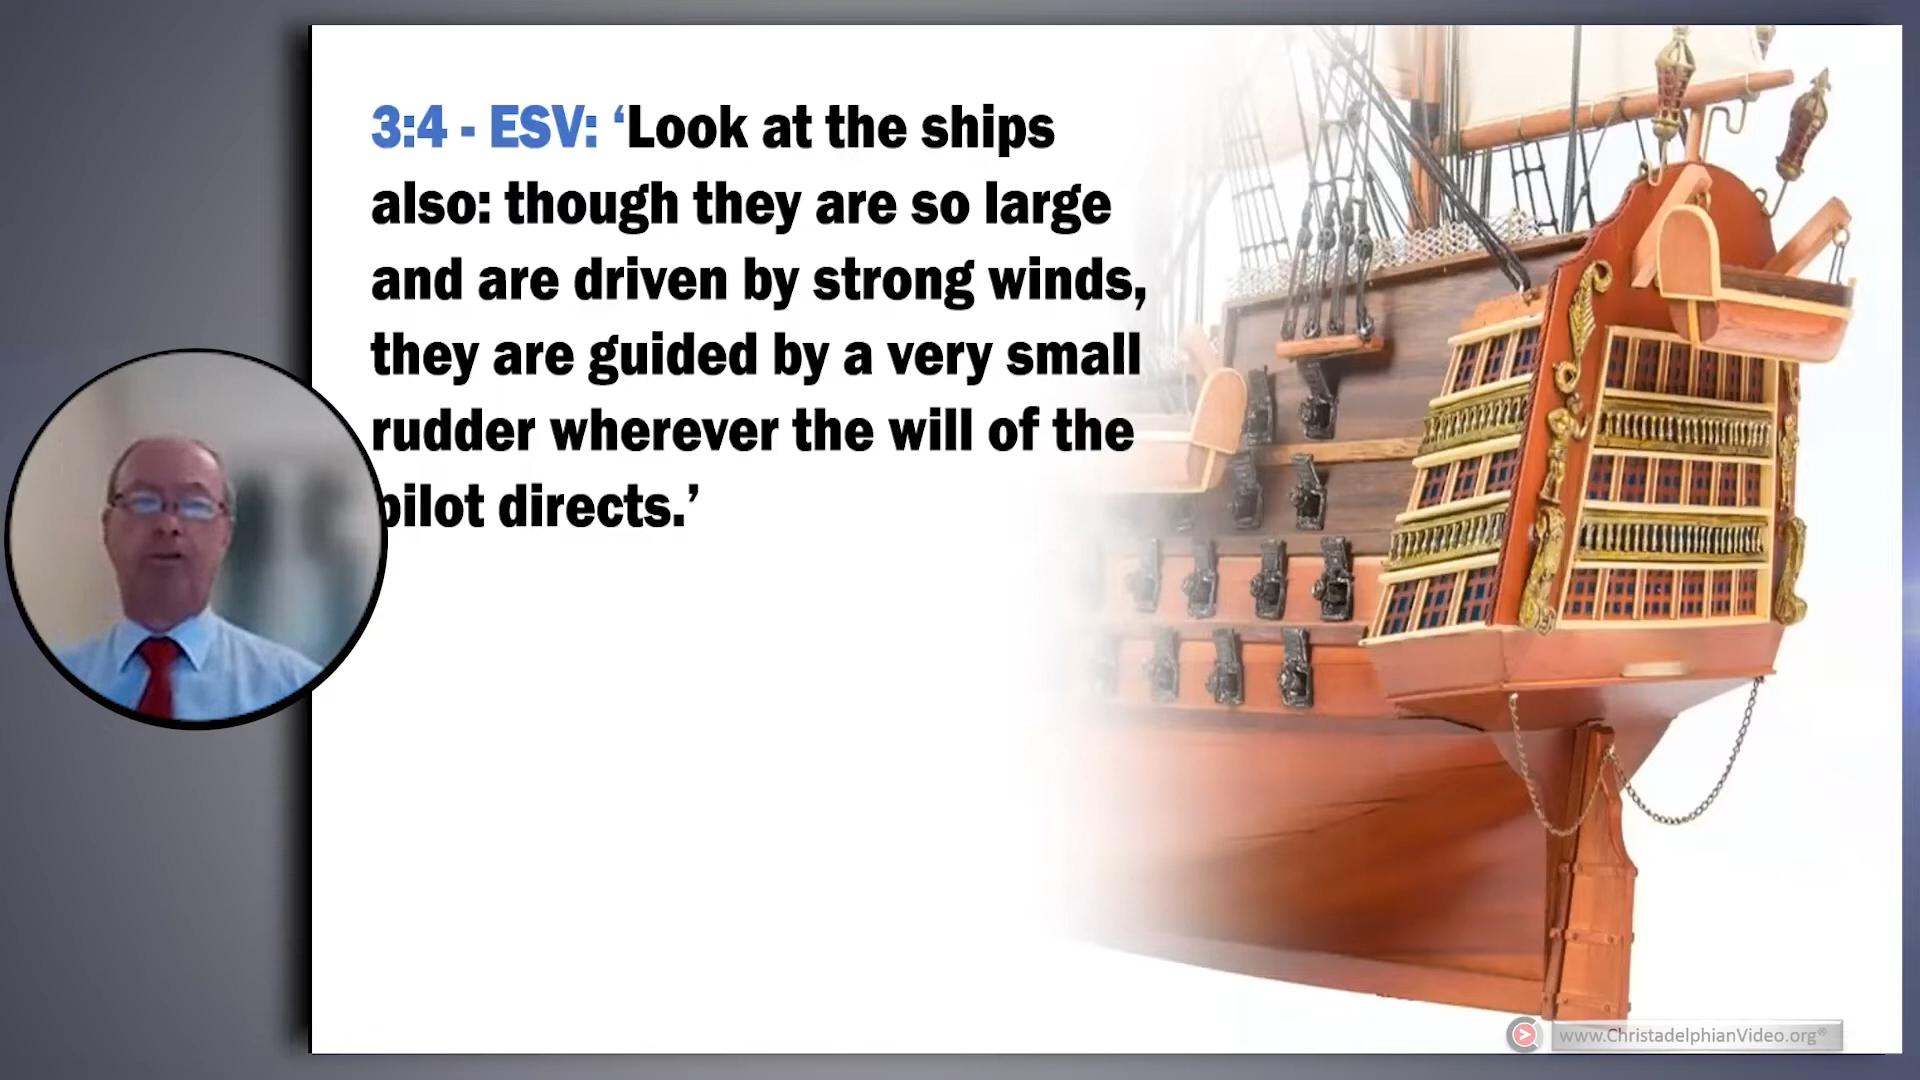 3:4 - ESV: ‘Look at the ships
also: though they are so large
and are driven by strong winds,
they are guided by a very small
rudder wherever the will of the
pilot directs.’
www.ChristadelphianVideo.org®